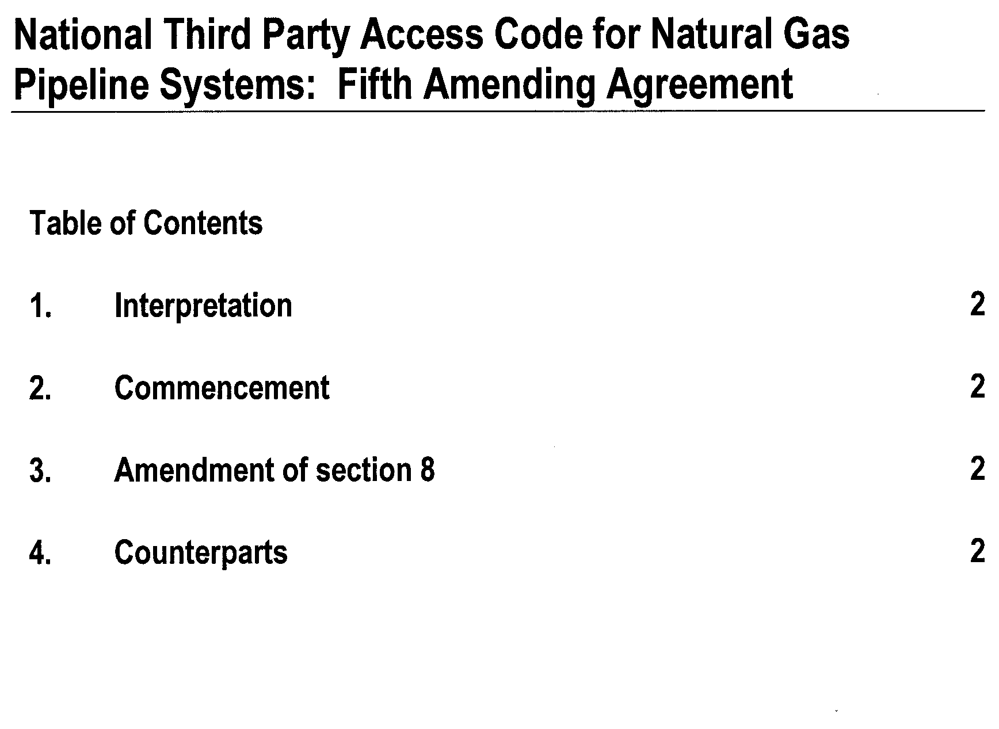 National Third Party Access Code for Natural Gas
Pipeline Systems: Fifth Amending Agreement
Table of Contents
1. Interpretation 2
2. Commencement 2
3. Amendment of section 8 2
4. Counterparts 2